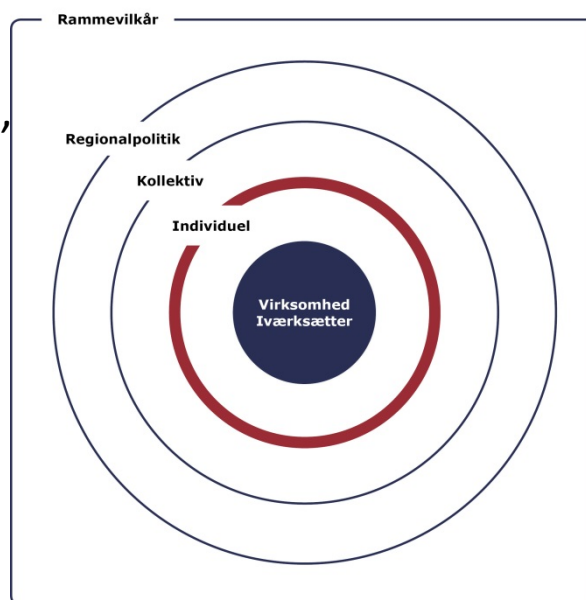 Rammevilkår
,
Regionalpolitik
Kollektiv
Individuel
Virksomhed
Iværksætter